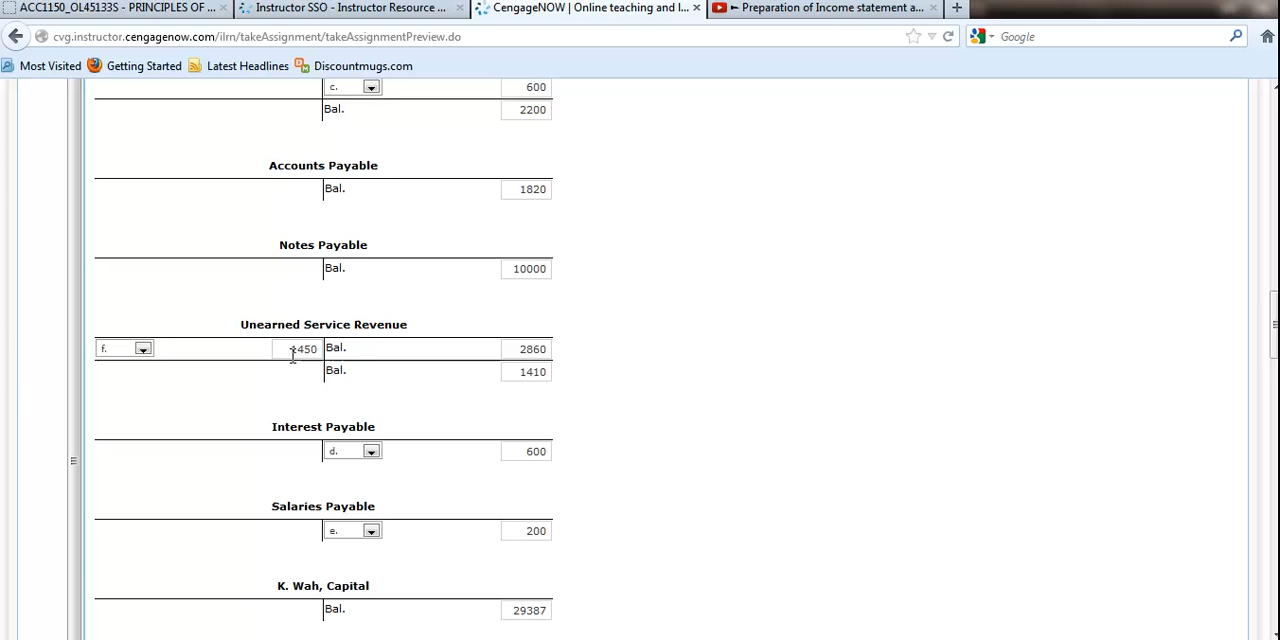 ACC1150_OL45133S - PRINCIPLES OF ... × Instructor SSO - Instructor Resource ... × CengageNOW | Online teaching and l... × ► Preparation of Income statement a... × +
cvg.instructor.cengagenow.com/ilrn/takeAssignment/takeAssignmentPreview.do Google
Most Visited Getting Started Latest Headlines Discountmugs.com
c. 600
Bal. 2200
Accounts Payable
Bal. 1820
Notes Payable
Bal. 10000
Unearned Service Revenue
f. 1450 Bal. 2860
Bal. 1410
Interest Payable
d. 600
Salaries Payable
e. 200
K. Wah, Capital
Bal. 29387